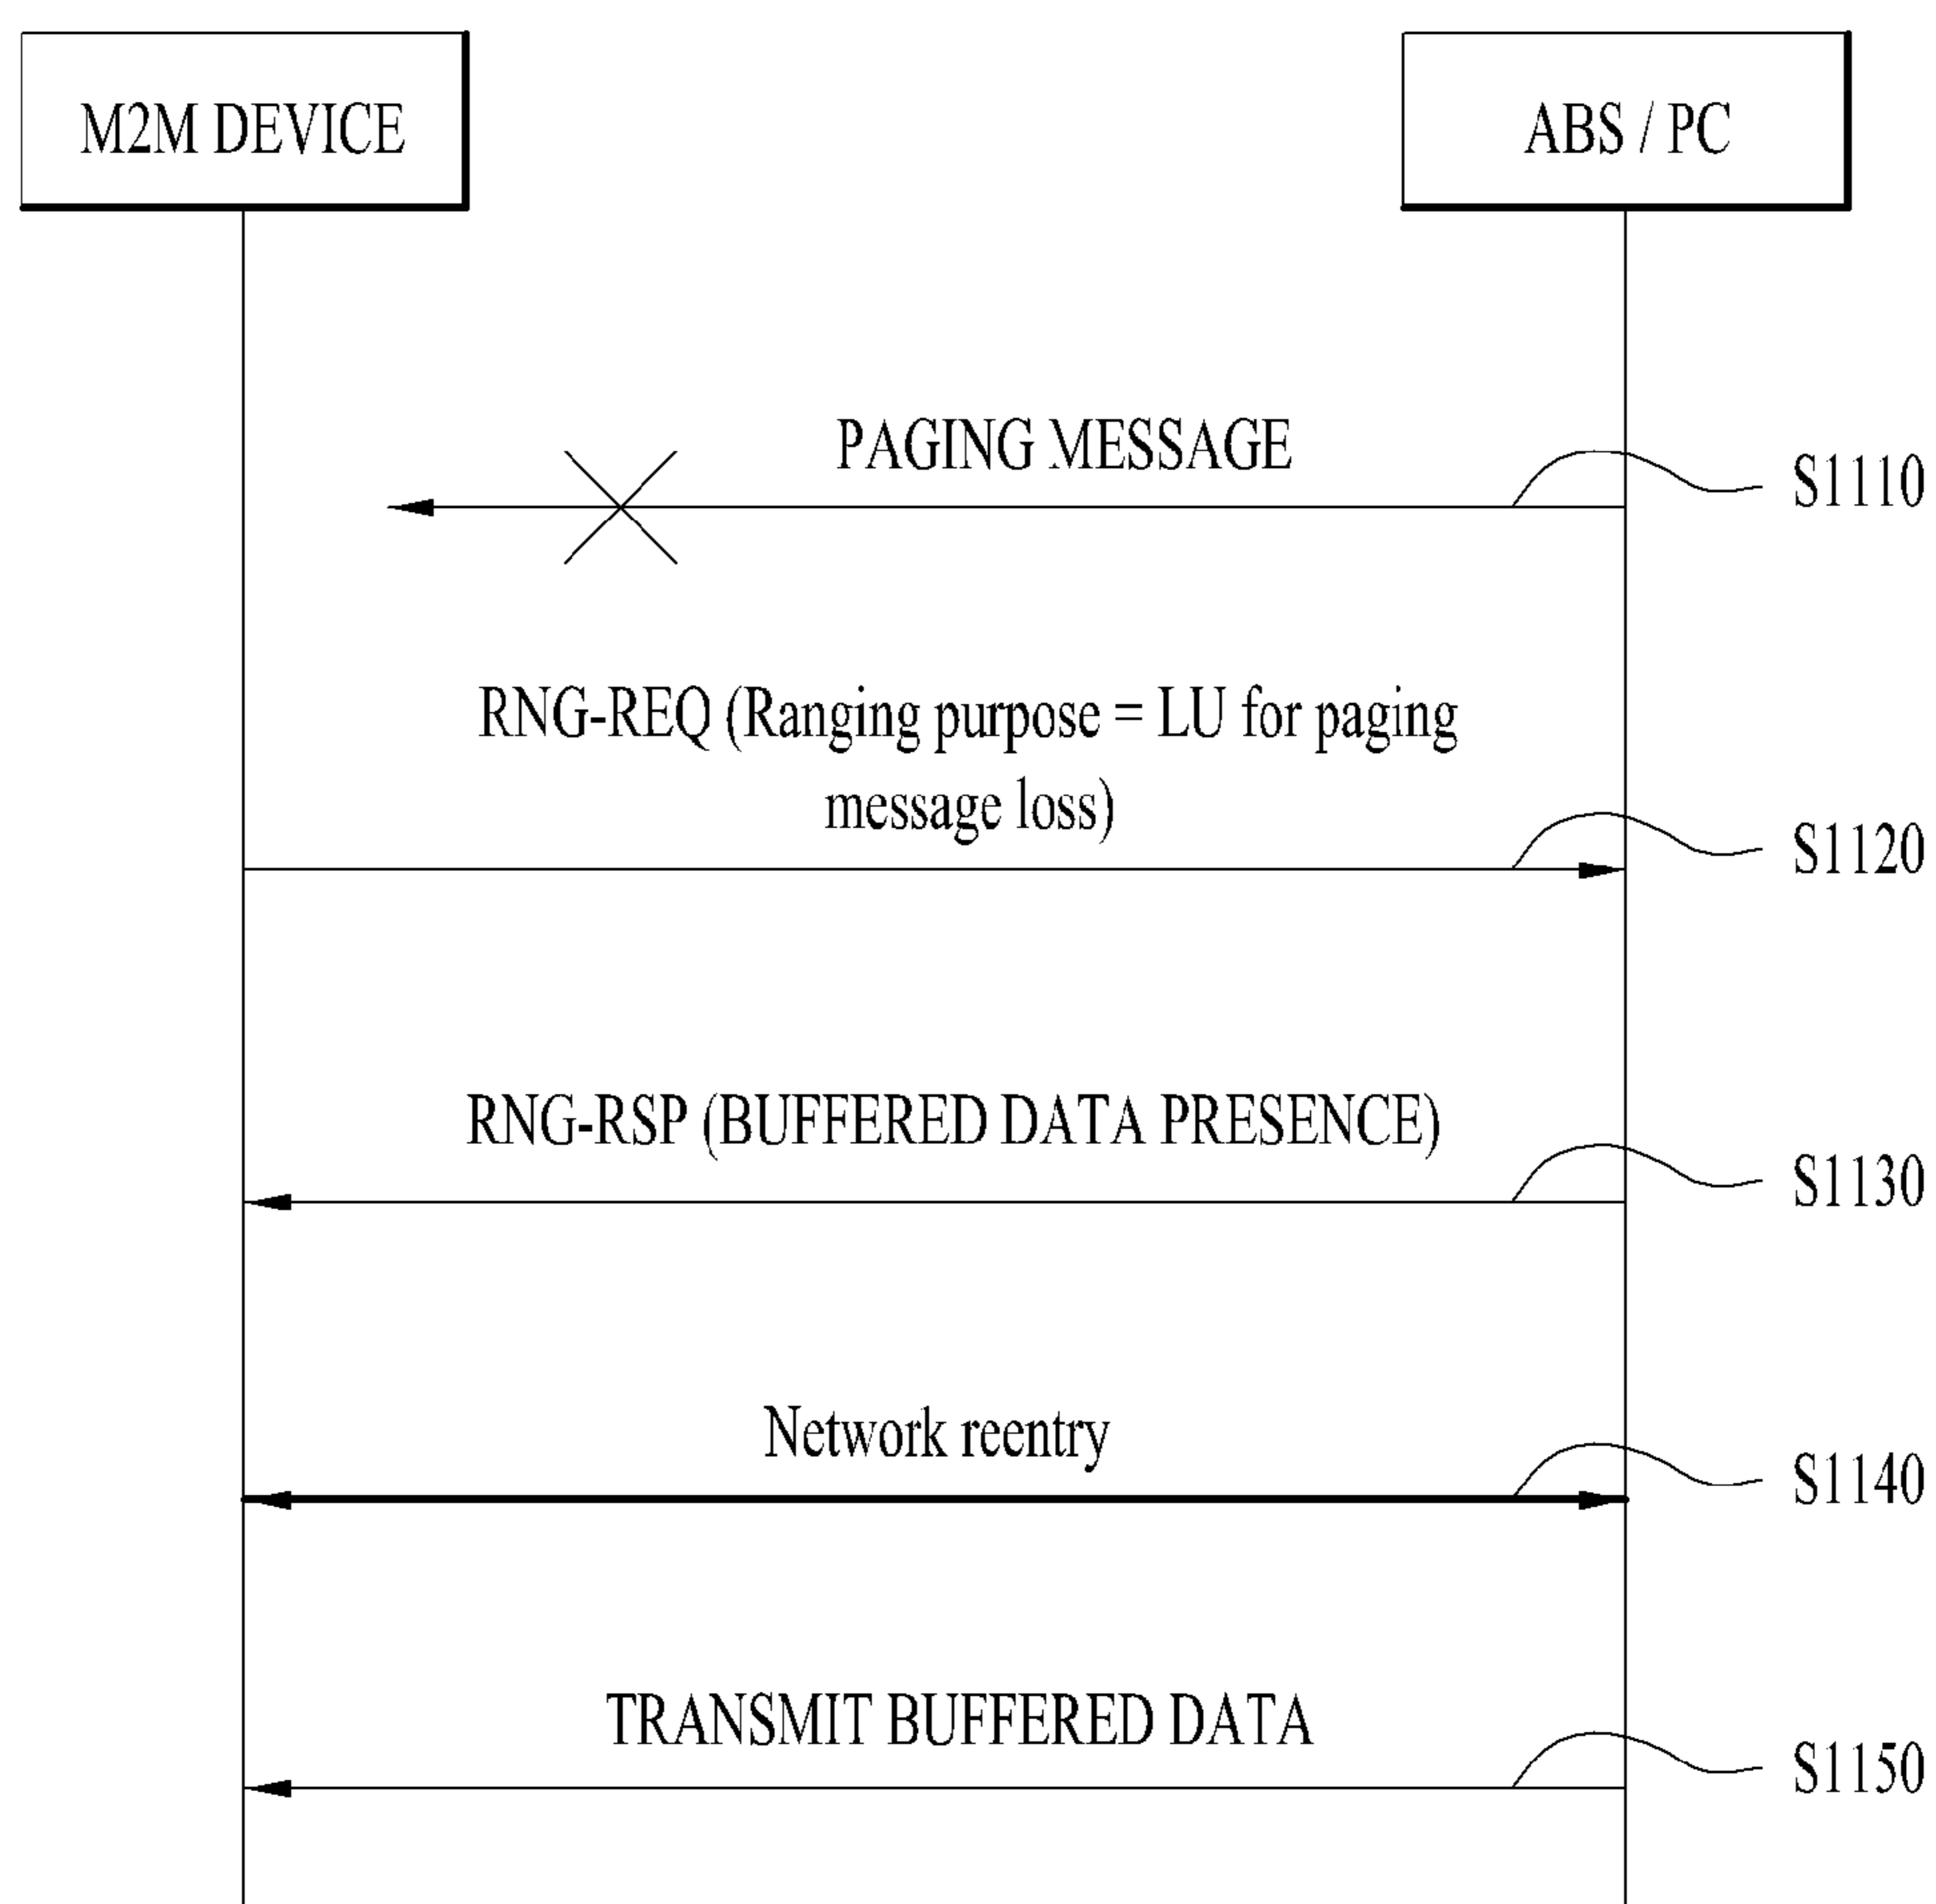 M2M DEVICE
ABS / PC
PAGING MESSAGE
S1110
RNG-REQ (Ranging purpose = LU for paging
message loss)
S1120
RNG-RSP (BUFFERED DATA PRESENCE)
S1130
Network reentry
S1140
TRANSMIT BUFFERED DATA
S1150